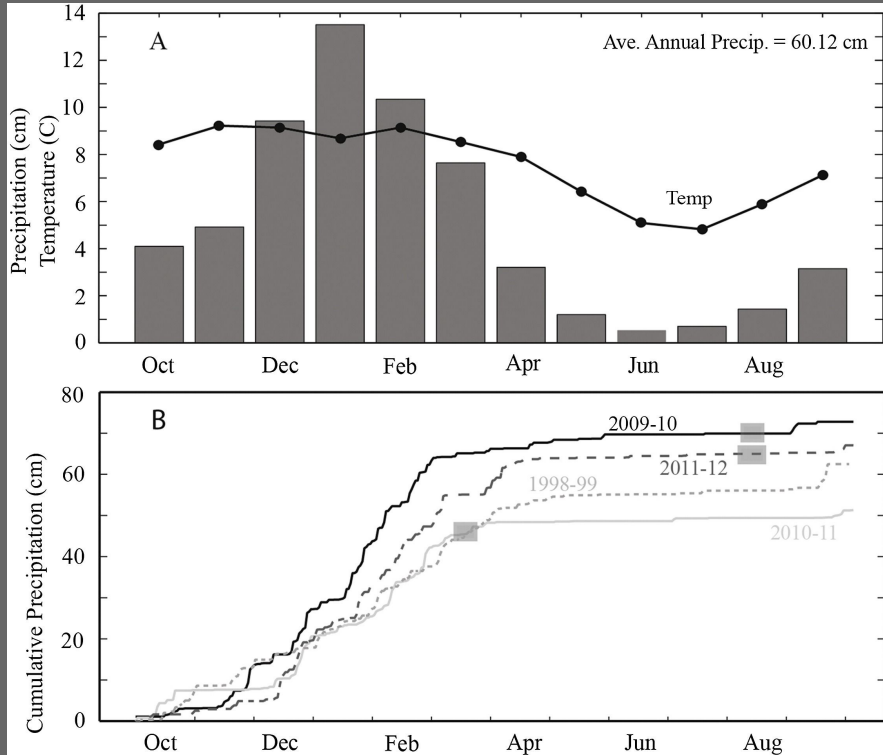 14
12
10
8
6
4
2
0
Precipitation (cm)
Temperature (C)
A
Ave. Annual Precip. = 60.12 cm
Temp
Oct
Dec
Feb
Apr
Jun
Aug
80
60
40
20
0
Cumulative Precipitation (cm)
B
2009-10
2011-12
1998-99
2010-11
Oct
Dec
Feb
Apr
Jun
Aug